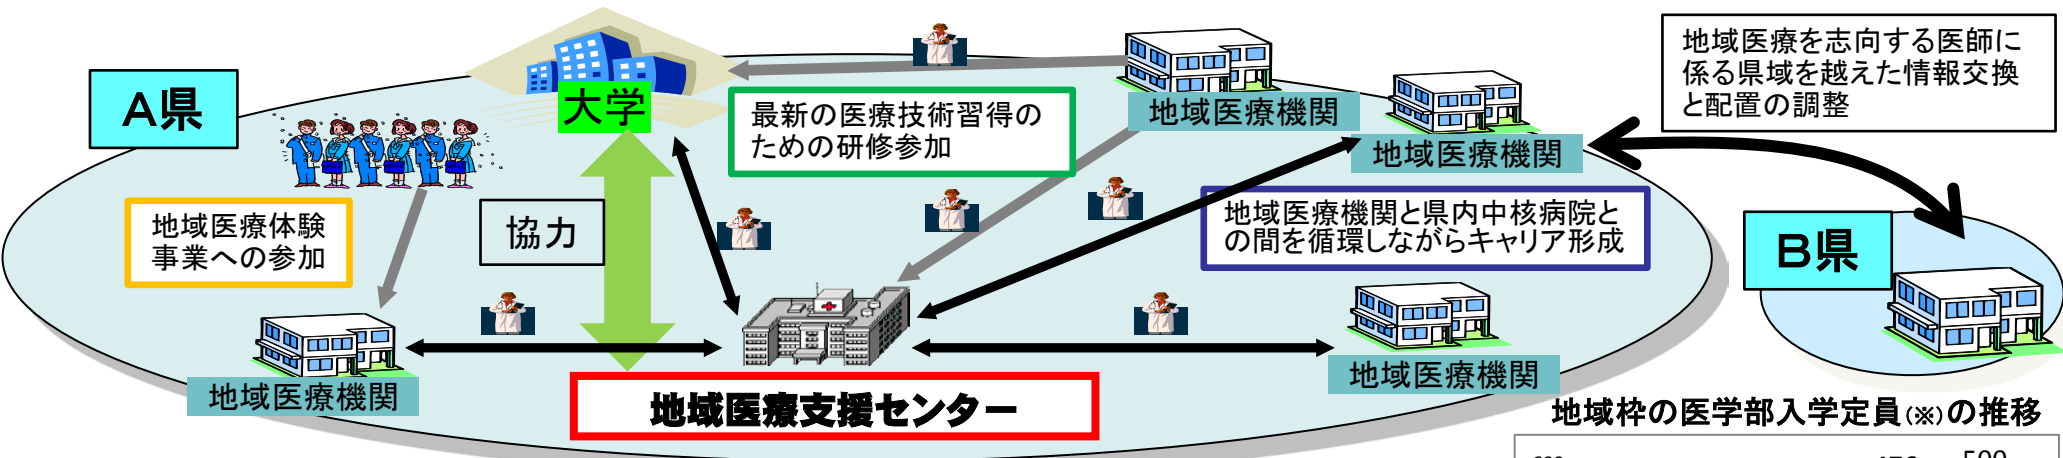 A県
大学
最新の医療技術習得の
ための研修参加
地域医療機関
地域医療機関
地域医療を志向する医師に
係る県域を越えた情報交換
と配置の調整
地域医療体験
事業への参加
協力
地域医療機関と県内中核病院と
の間を循環しながらキャリア形成
B県
地域医療機関
地域医療支援センター
地域医療機関
地域枠の医学部入学定員(※)の推移